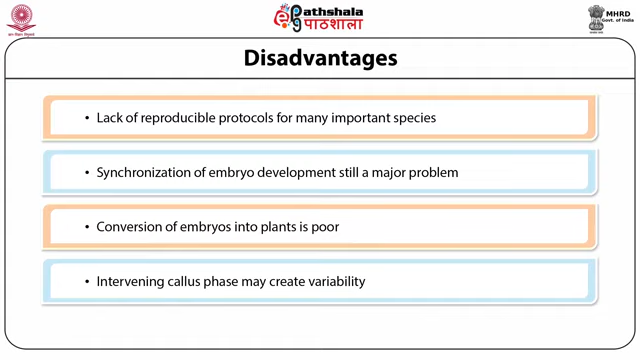 ePathshala
पाठशाला
MHRD
Govt. of India
Disadvantages
• Lack of reproducible protocols for many important species
• Synchronization of embryo development still a major problem
• Conversion of embryos into plants is poor
• Intervening callus phase may create variability